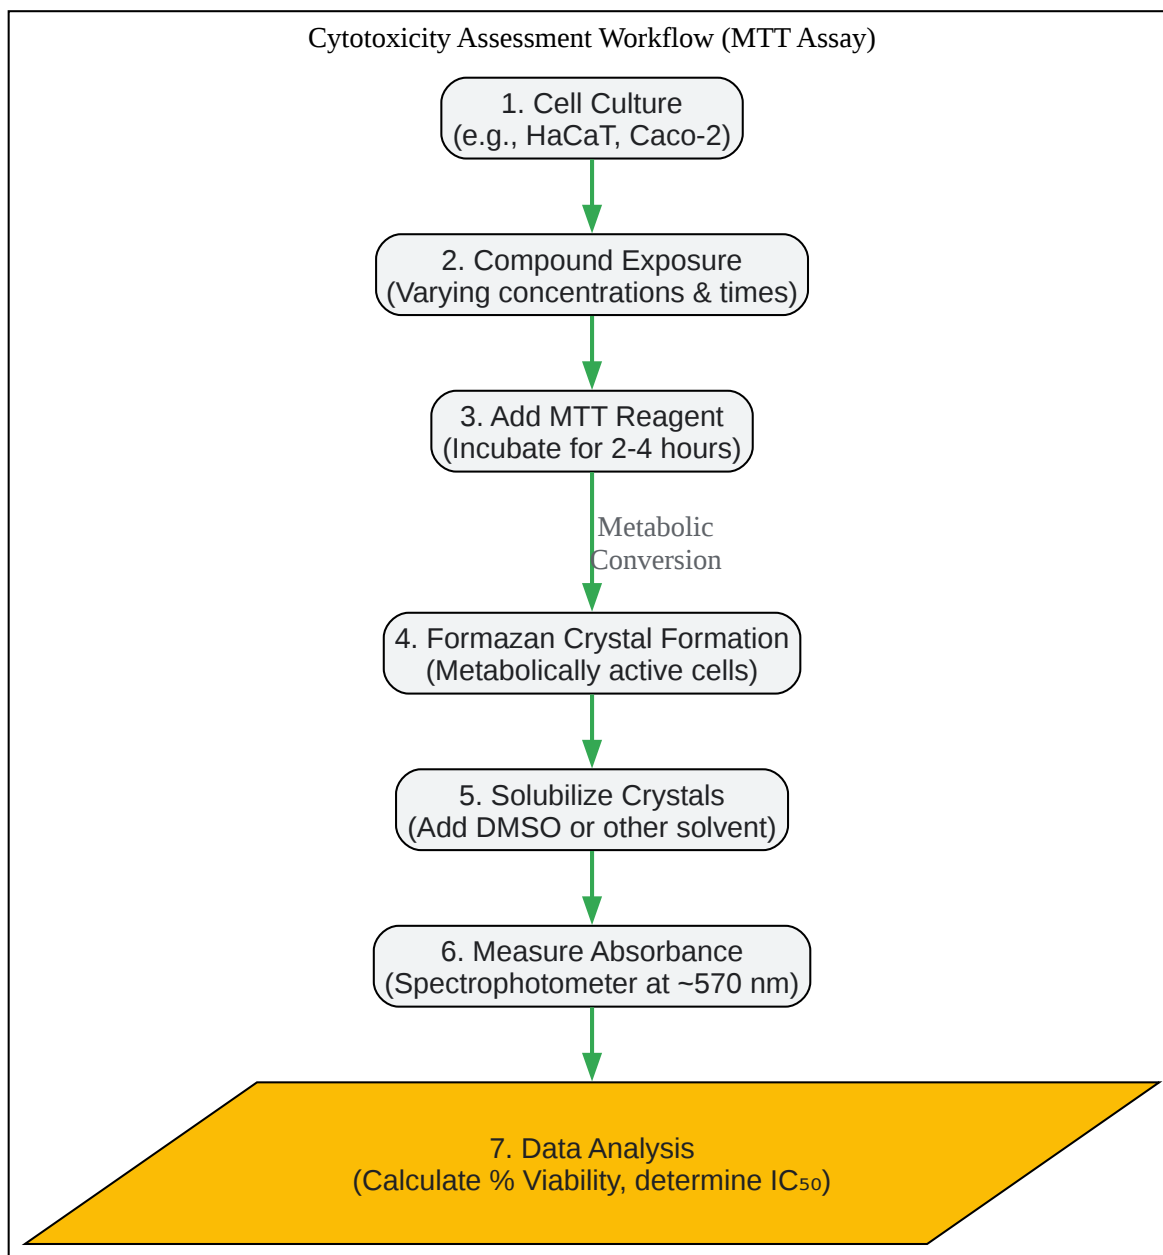 Cytotoxicity Assessment Workflow (MTT Assay)
1. Cell Culture
(e.g., HaCaT, Caco-2)
2. Compound Exposure
(Varying concentrations & times)
3. Add MTT Reagent
(Incubate for 2-4 hours)
Metabolic
Conversion
4. Formazan Crystal Formation
(Metabolically active cells)
5. Solubilize Crystals
(Add DMSO or other solvent)
6. Measure Absorbance
(Spectrophotometer at ~570 nm)
7. Data Analysis
(Calculate % Viability, determine IC₅₀)